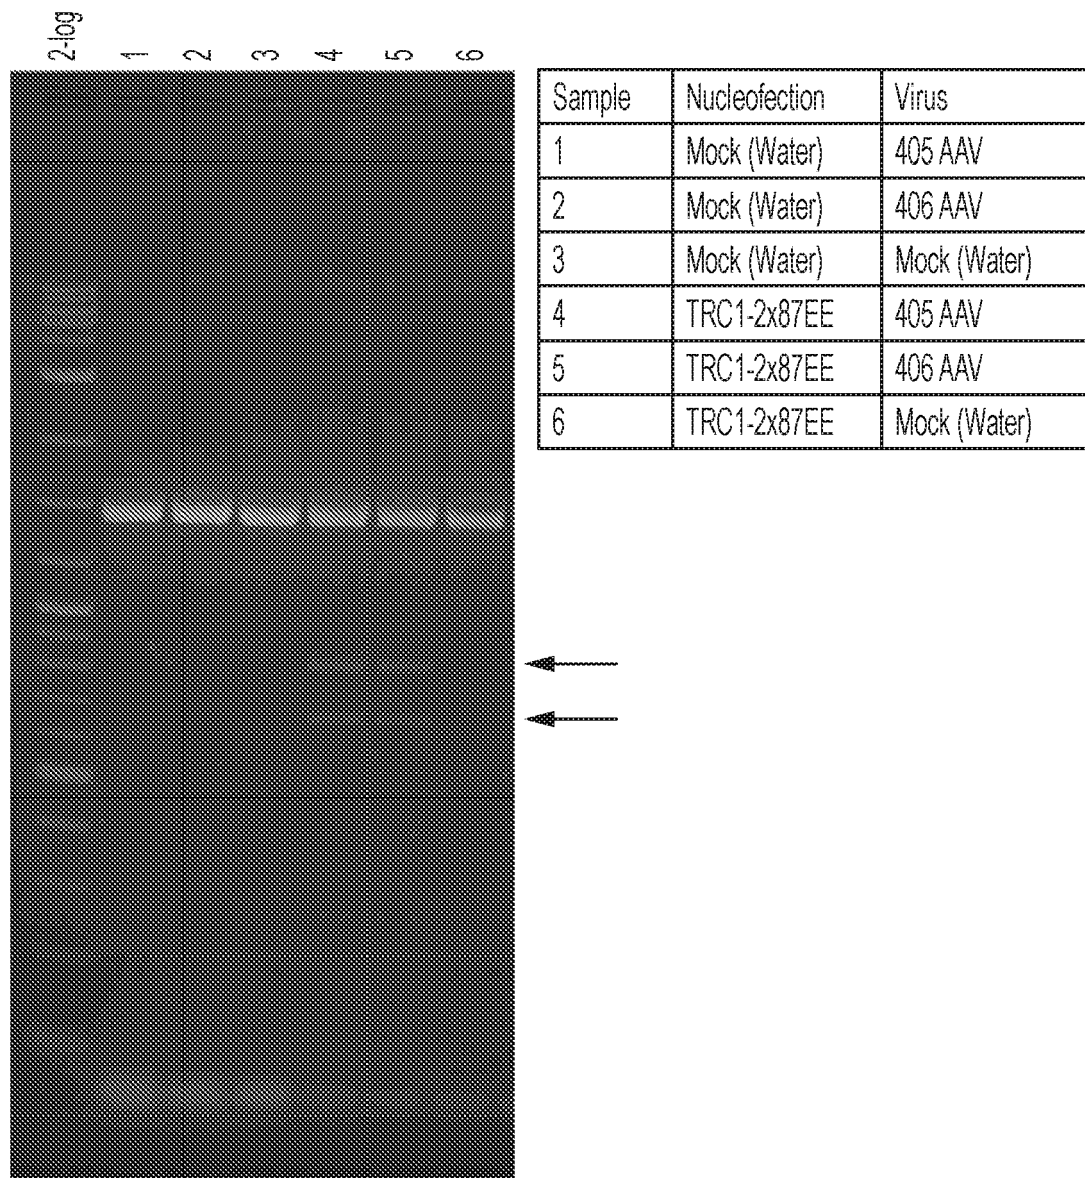 2-log 1 2 3 4 5 6
Sample Nucleofection Virus
1 Mock (Water) 405 AAV
2 Mock (Water) 406 AAV
3 Mock (Water) Mock (Water)
4 TRC1-2x87EE 405 AAV
5 TRC1-2x87EE 406 AAV
6 TRC1-2x87EE Mock (Water)